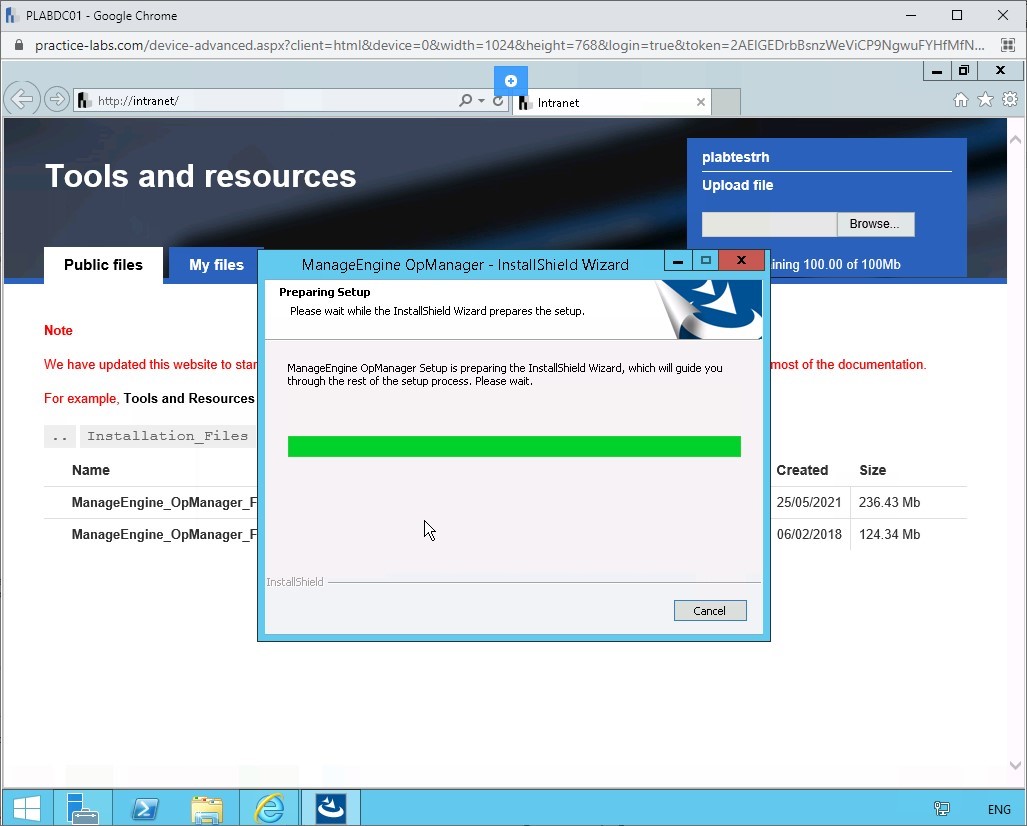 PLABDC01 - Google Chrome
practice-labs.com/device-advanced.aspx?client=html&device=0&width=1024&height=768&login=true&token=2AEIGEDrbBsnzWeViCP9NgwuFYHfMfN...
http://intranet/
Intranet
Tools and resources
plabtestrh
Upload file
Browse...
ining 100.00 of 100Mb
Public files
My files
ManageEngine OpManager - InstallShield Wizard
Preparing Setup
Please wait while the InstallShield Wizard prepares the setup.
ManageEngine OpManager Setup is preparing the InstallShield Wizard, which will guide you
through the rest of the setup process. Please wait.
InstallShield
Cancel
Note
We have updated this website to star most of the documentation.
For example, Tools and Resources
.. Installation_Files
Name Created Size
ManageEngine_OpManager_F 25/05/2021 236.43 Mb
ManageEngine_OpManager_F 06/02/2018 124.34 Mb
ENG